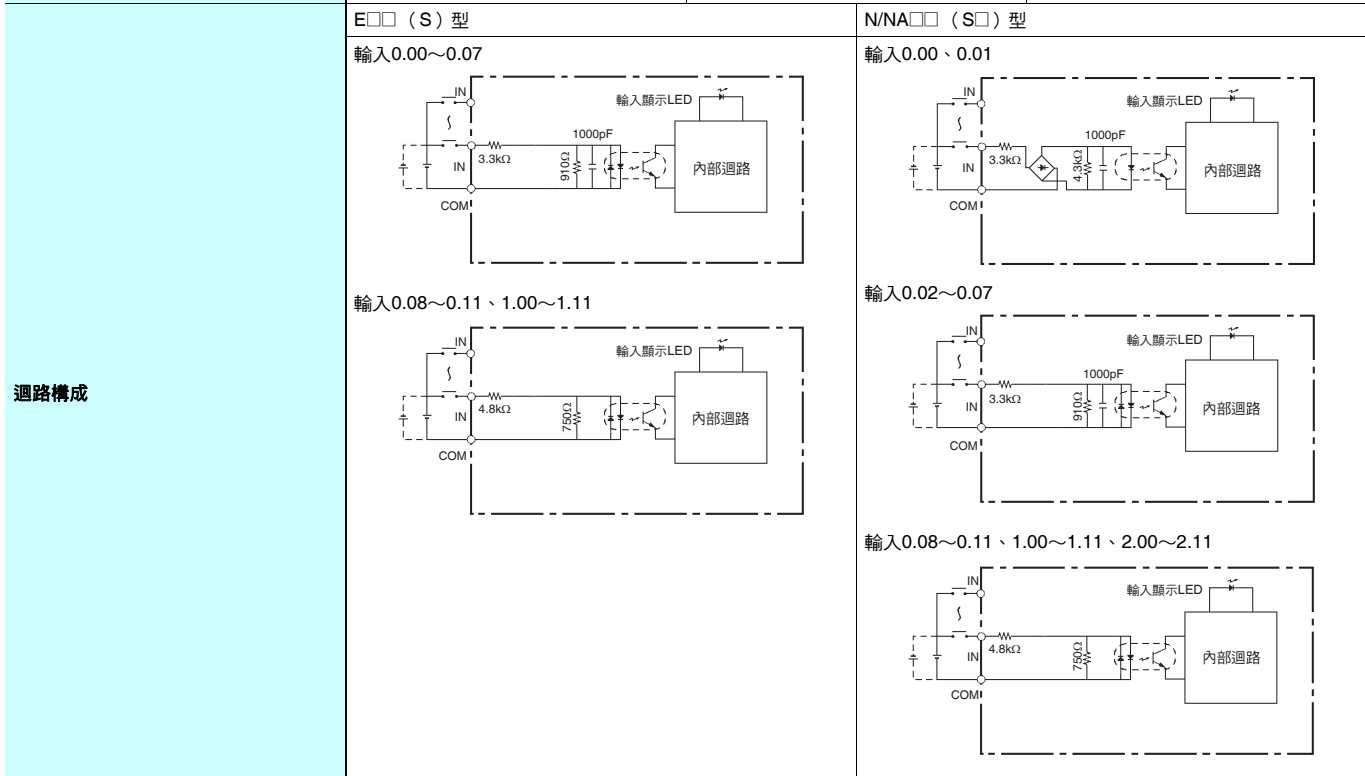 迴路構成
E□□（S）型
輸入0.00～0.07
IN
輸入顯示LED
1000pF
3.3kΩ
IN
910Ω
內部迴路
COM
輸入0.08～0.11、1.00～1.11
IN
輸入顯示LED
4.8kΩ
IN
750Ω
內部迴路
COM
N/NA□□（S□）型
輸入0.00、0.01
IN
輸入顯示LED
1000pF
3.3kΩ
IN
4.3kΩ
內部迴路
COM
輸入0.02～0.07
IN
輸入顯示LED
1000pF
3.3kΩ
IN
910Ω
內部迴路
COM
輸入0.08～0.11、1.00～1.11、2.00～2.11
IN
輸入顯示LED
4.8kΩ
IN
750Ω
內部迴路
COM